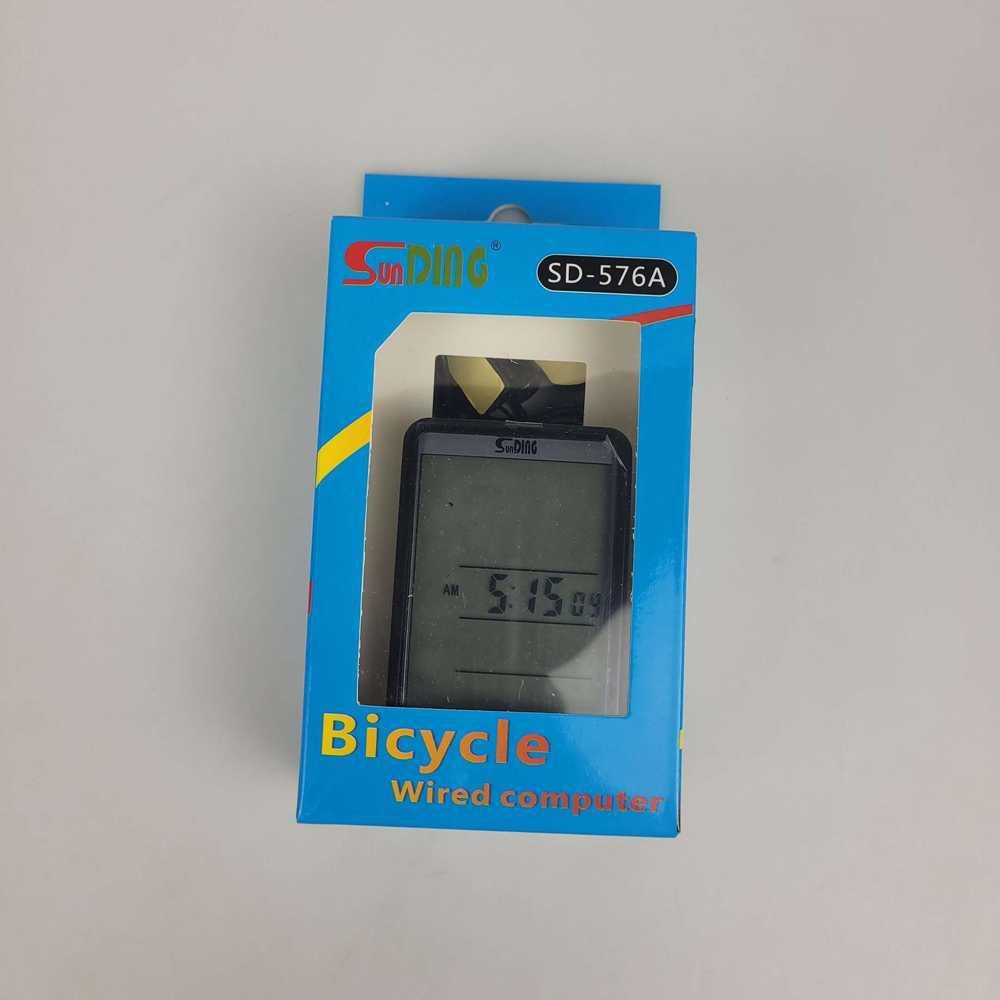 SunDING®
SD-576A
SunDING
AM 5:15 09
Bicycle
Wired computer